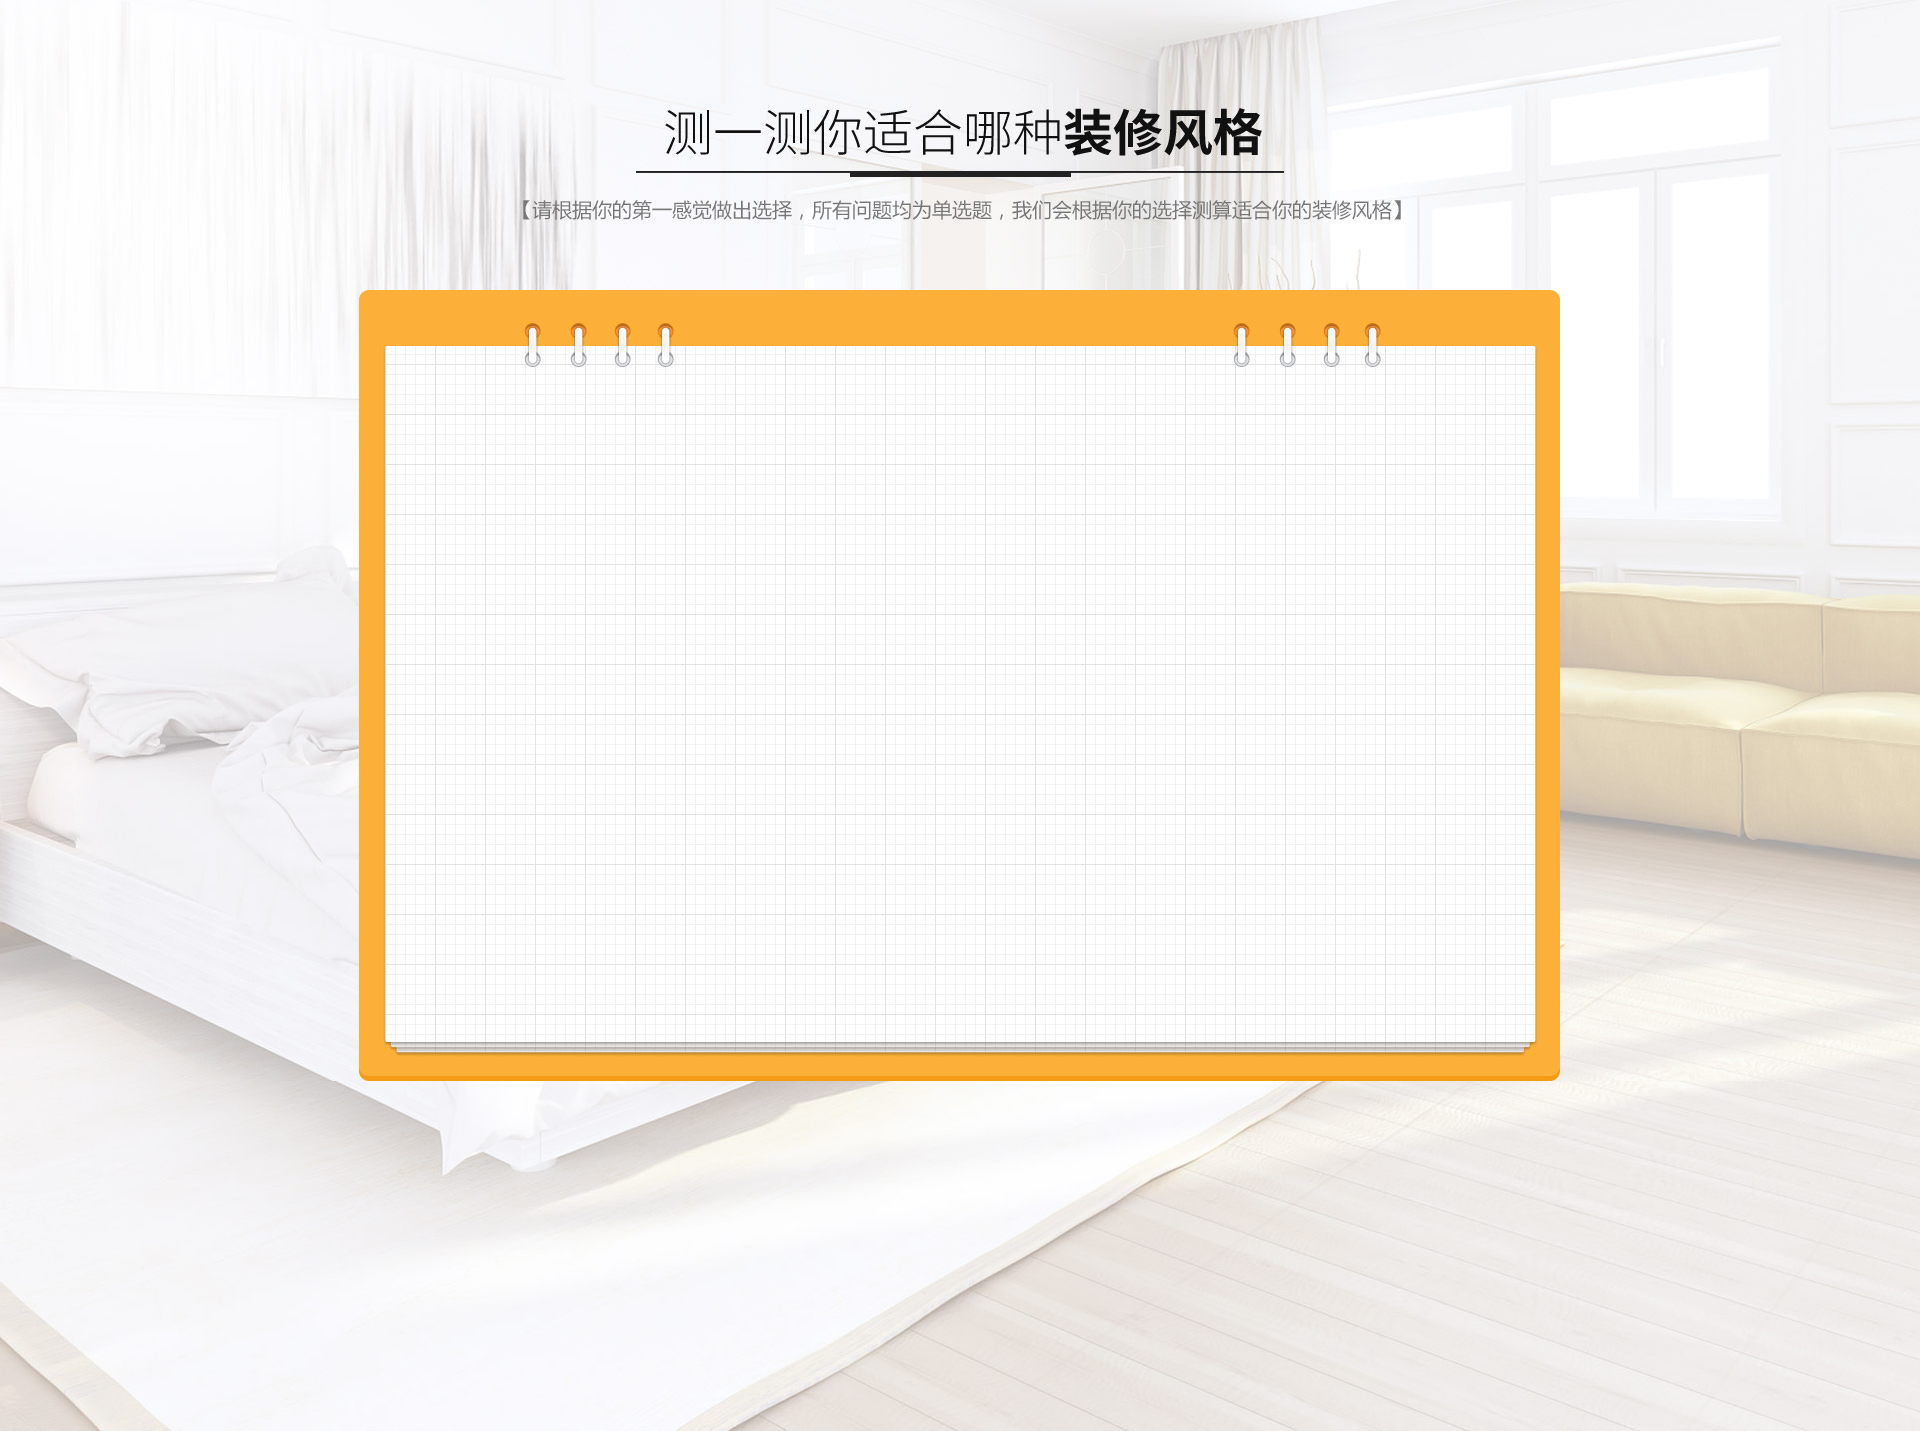 测一测你适合哪种装修风格
【请根据你的第一感觉做出选择，所有问题均为单选题，我们会根据你的选择测算适合你的装修风格】